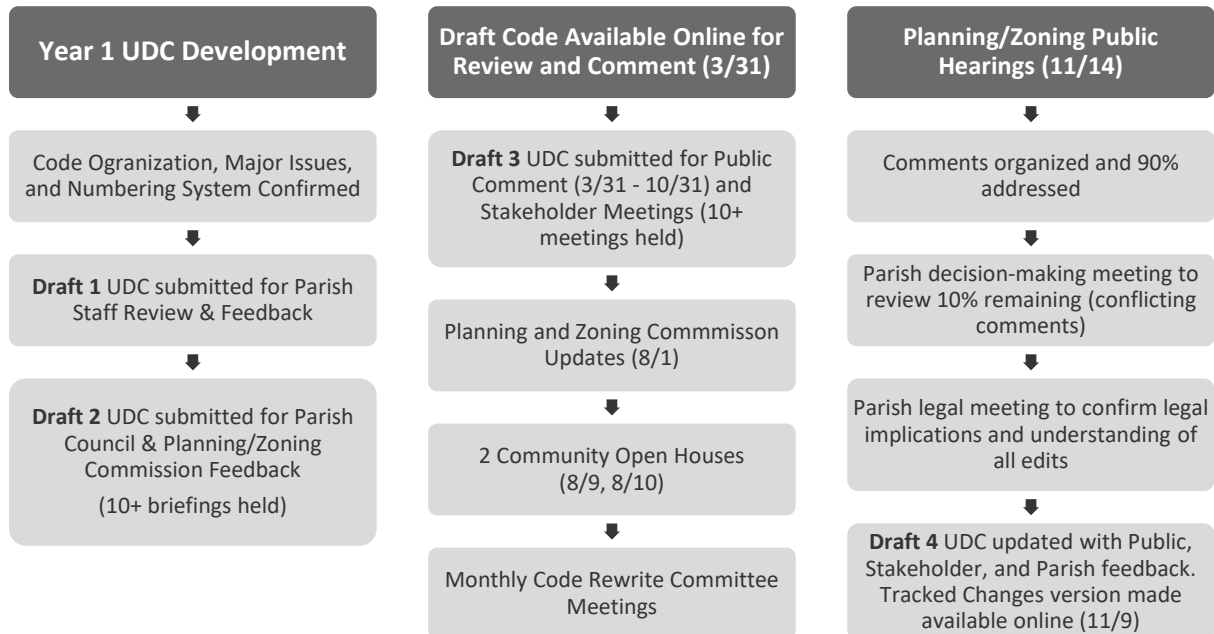 Year 1 UDC Development
Code Ogranization, Major Issues,
and Numbering System Confirmed
Draft 1 UDC submitted for Parish
Staff Review & Feedback
Draft 2 UDC submitted for Parish
Council & Planning/Zoning
Commission Feedback
(10+ briefings held)
Draft Code Available Online for
Review and Comment (3/31)
Draft 3 UDC submitted for Public
Comment (3/31 - 10/31) and
Stakeholder Meetings (10+
meetings held)
Planning and Zoning Commmisson
Updates (8/1)
2 Community Open Houses
(8/9, 8/10)
Monthly Code Rewrite Committee
Meetings
Planning/Zoning Public
Hearings (11/14)
Comments organized and 90%
addressed
Parish decision-making meeting to
review 10% remaining (conflicting
comments)
Parish legal meeting to confirm legal
implications and understanding of
all edits
Draft 4 UDC updated with Public,
Stakeholder, and Parish feedback.
Tracked Changes version made
available online (11/9)